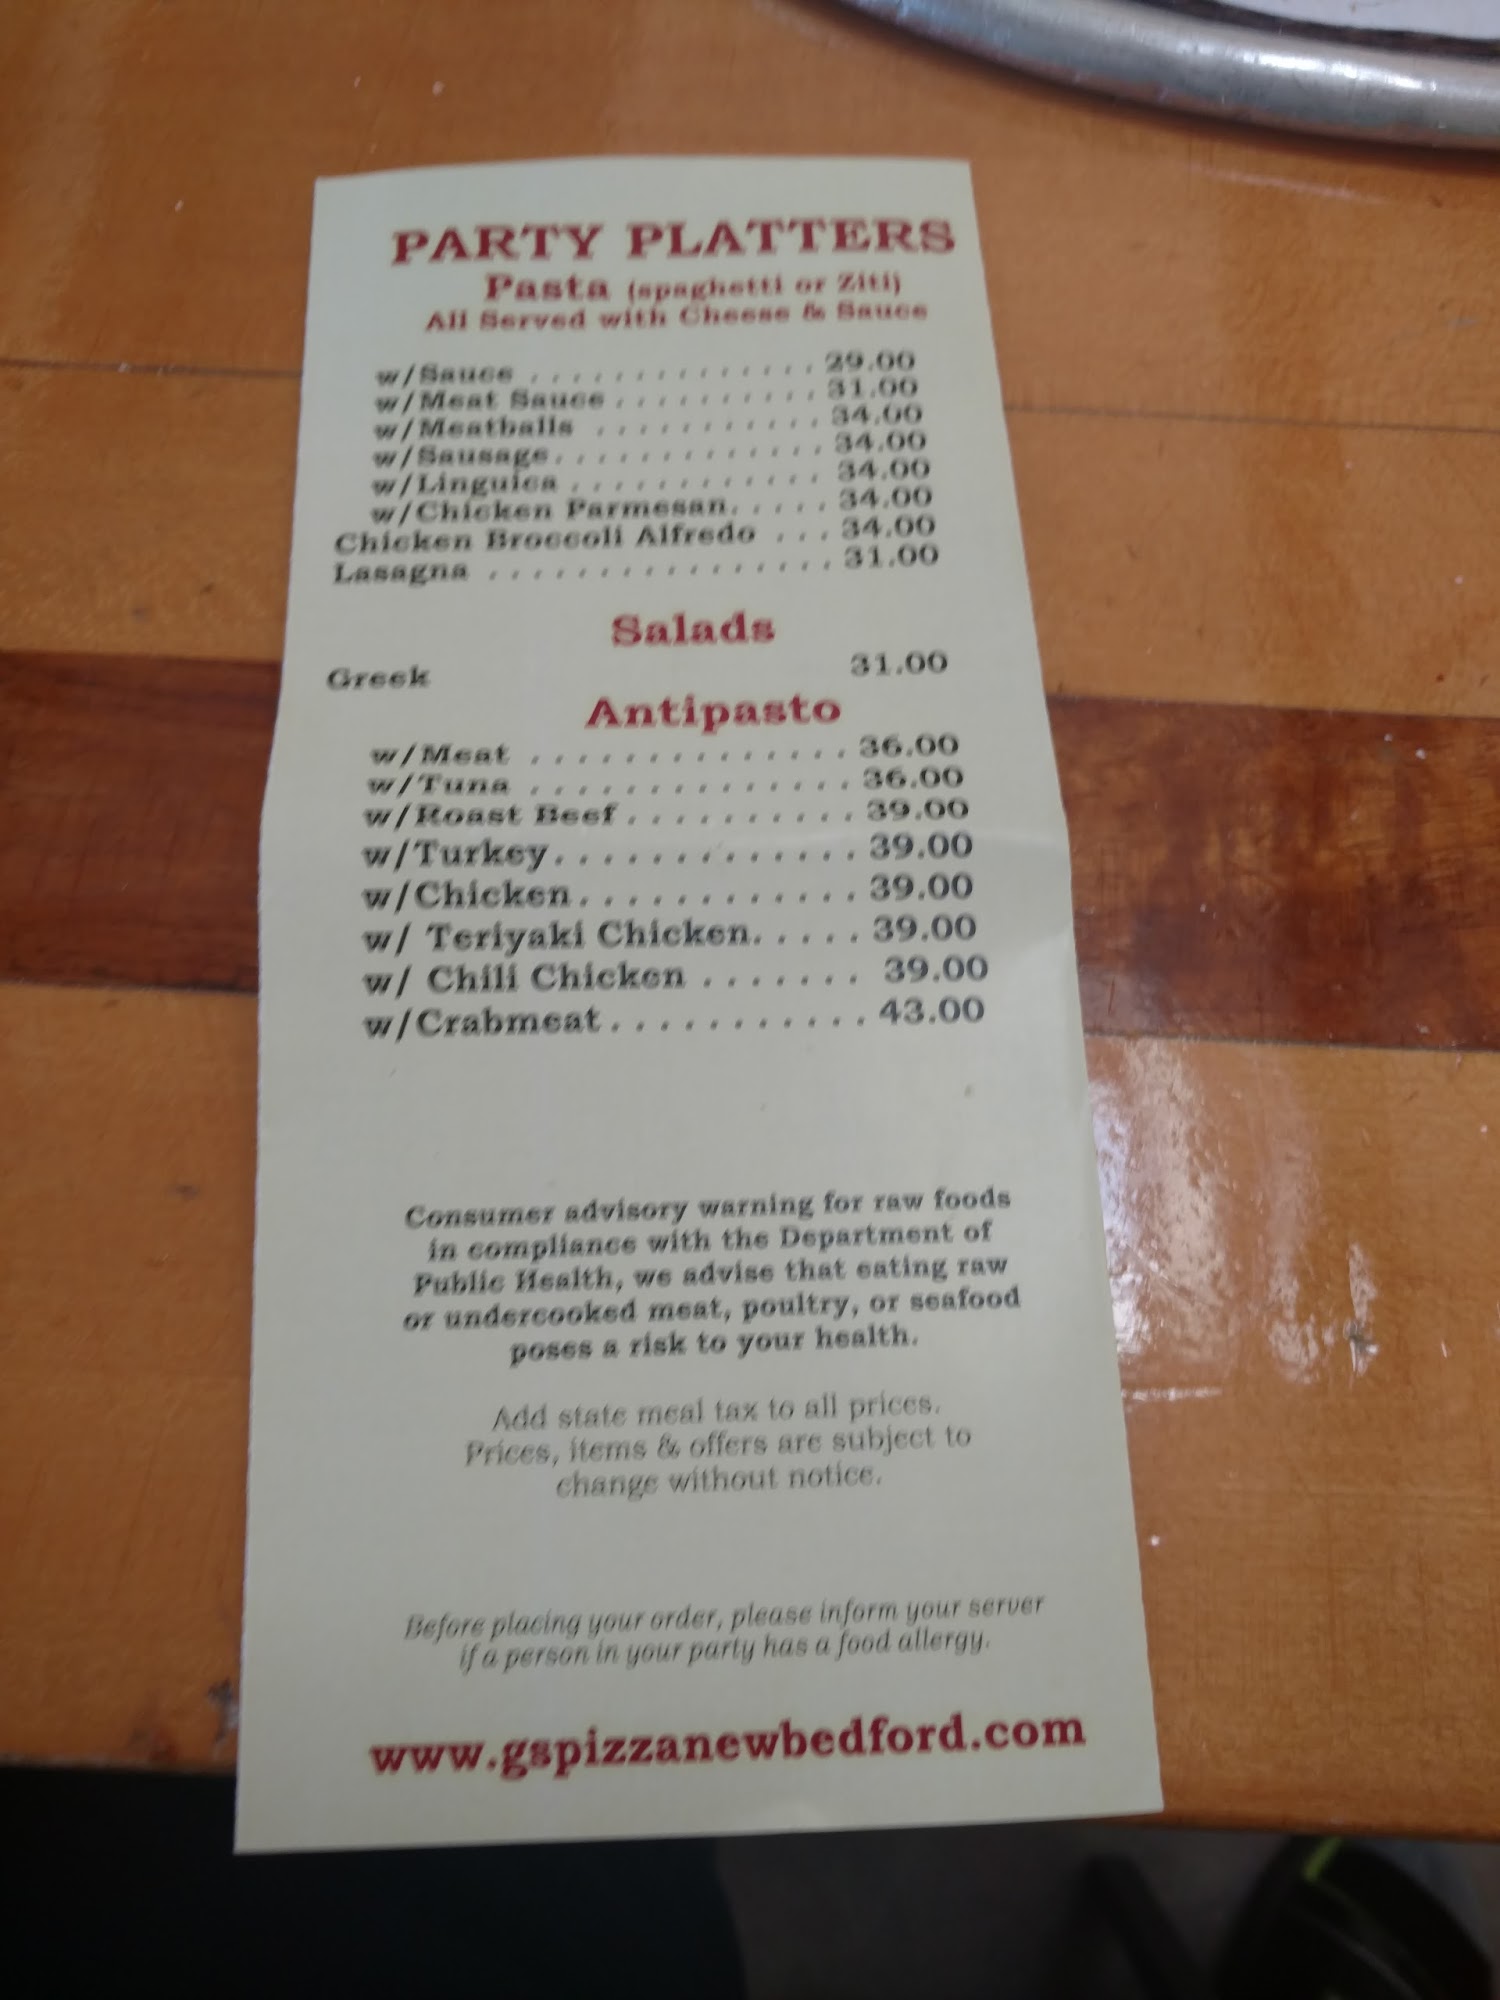 PARTY PLATTERS
Pasta (spaghetti or Ziti)
All Served with Cheese & Sauce
w/Sauce . . . . . . . . . . . . . . 29.00
w/Meat Sauce . . . . . . . . . . 31.00
w/Meatballs . . . . . . . . . . . 34.00
w/Sausage. . . . . . . . . . . . . 34.00
w/Linguica . . . . . . . . . . . . 34.00
w/Chicken Parmesan. . . . . 34.00
Chicken Broccoli Alfredo . . . 34.00
Lasagna . . . . . . . . . . . . . . . . 31.00
Salads
Greek 31.00
Antipasto
w/Meat . . . . . . . . . . . . . . 36.00
w/Tuna . . . . . . . . . . . . . . 36.00
w/Roast Beef . . . . . . . . . . 39.00
w/Turkey. . . . . . . . . . . . . 39.00
w/Chicken. . . . . . . . . . . . 39.00
w/ Teriyaki Chicken. . . . . 39.00
w/ Chili Chicken . . . . . . . 39.00
w/Crabmeat . . . . . . . . . . . 43.00
Consumer advisory warning for raw foods
in compliance with the Department of
Public Health, we advise that eating raw
or undercooked meat, poultry, or seafood
poses a risk to your health.
Add state meal tax to all prices.
Prices, items & offers are subject to
change without notice.
Before placing your order, please inform your server
if a person in your party has a food allergy.
www.gspizzanewbedford.com